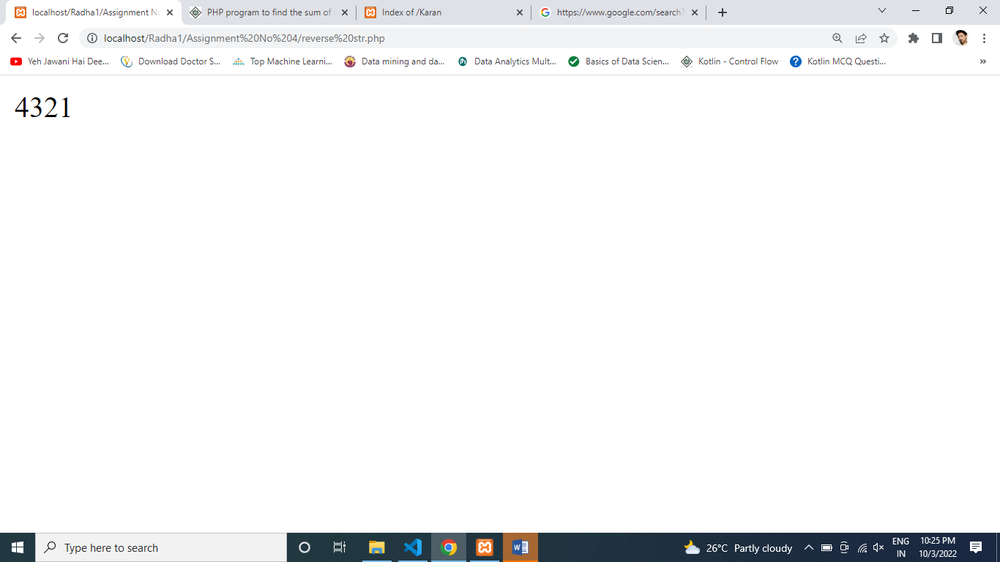 localhost/Radha1/Assignment No
PHP program to find the sum of
Index of /Karan
https://www.google.com/search?
localhost/Radha1/Assignment%20No%204/reverse%20str.php
Yeh Jawani Hai Dee... Download Doctor S... Top Machine Learni... Data mining and da... Data Analytics Mult... Basics of Data Scien... Kotlin - Control Flow Kotlin MCQ Questi... »
4321
Type here to search
26°C Partly cloudy
ENG
IN
10:25 PM
10/3/2022